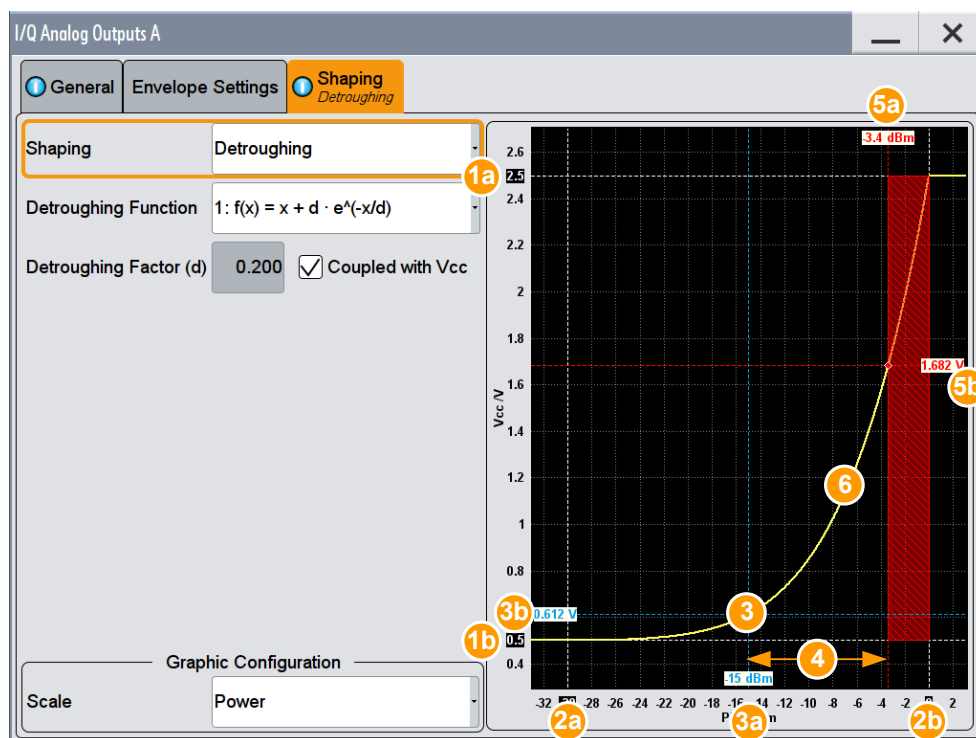 I/Q Analog Outputs A
General
Envelope Settings
Shaping
Detroughing
Shaping
Detroughing
1a
Detroughing Function
1: f(x) = x + d · e^(-x/d)
Detroughing Factor (d)
0.200
Coupled with Vcc
Graphic Configuration
Scale
Power
5a
-3.4 dBm
2.6
2.5
2.4
2.2
2
1.8
1.682 V
5b
1.6
Vcc /V
1.4
1.2
6
1
0.8
3b
0.612 V
3
1b
0.5
0.4
4
-15 dBm
-32 -28 -26 -24 -22 -20 -18 -16 -14 -12 -10 -8 -6 -4 -2 2
2a
3a
2b